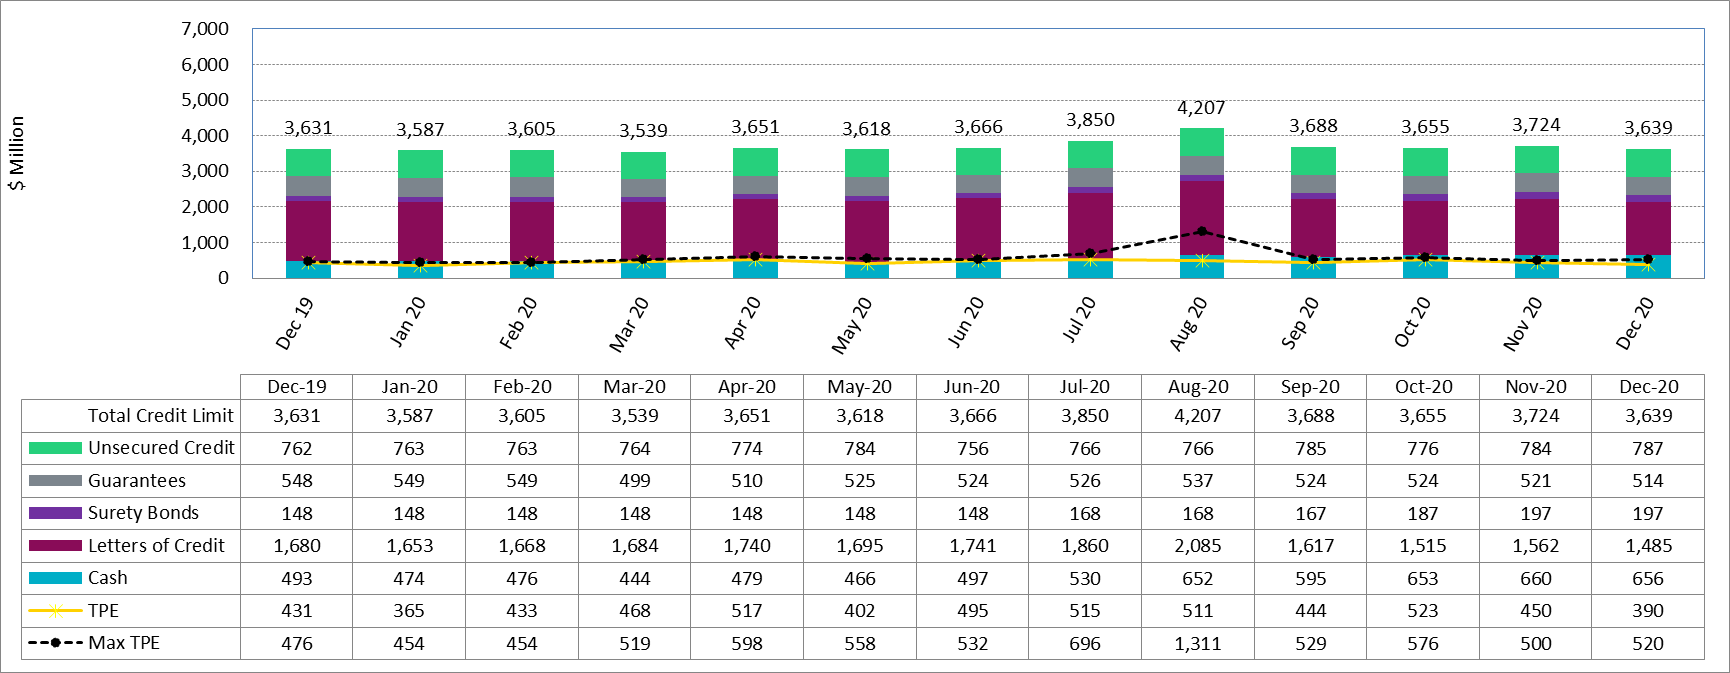 7,000
6,000
5,000
4,000
3,000
2,000
1,000
0
$ Million
3,631 3,587 3,605 3,539 3,651 3,618 3,666 3,850 4,207 3,688 3,655 3,724 3,639
Dec 19 Jan 20 Feb 20 Mar 20 Apr 20 May 20 Jun 20 Jul 20 Aug 20 Sep 20 Oct 20 Nov 20 Dec 20
Dec-19 Jan-20 Feb-20 Mar-20 Apr-20 May-20 Jun-20 Jul-20 Aug-20 Sep-20 Oct-20 Nov-20 Dec-20
Total Credit Limit 3,631 3,587 3,605 3,539 3,651 3,618 3,666 3,850 4,207 3,688 3,655 3,724 3,639
Unsecured Credit 762 763 763 764 774 784 756 766 766 785 776 784 787
Guarantees 548 549 549 499 510 525 524 526 537 524 524 521 514
Surety Bonds 148 148 148 148 148 148 148 168 168 167 187 197 197
Letters of Credit 1,680 1,653 1,668 1,684 1,740 1,695 1,741 1,860 2,085 1,617 1,515 1,562 1,485
Cash 493 474 476 444 479 466 497 530 652 595 653 660 656
TPE 431 365 433 468 517 402 495 515 511 444 523 450 390
Max TPE 476 454 454 519 598 558 532 696 1,311 529 576 500 520